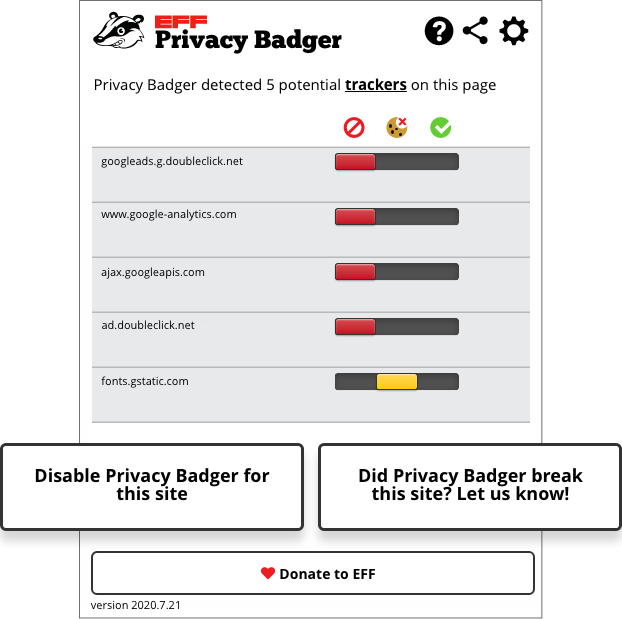 EFF
Privacy Badger
Privacy Badger detected 5 potential trackers on this page
googleads.g.doubleclick.net
www.google-analytics.com
ajax.googleapis.com
ad.doubleclick.net
fonts.gstatic.com
Disable Privacy Badger for
this site
Did Privacy Badger break
this site? Let us know!
Donate to EFF
version 2020.7.21